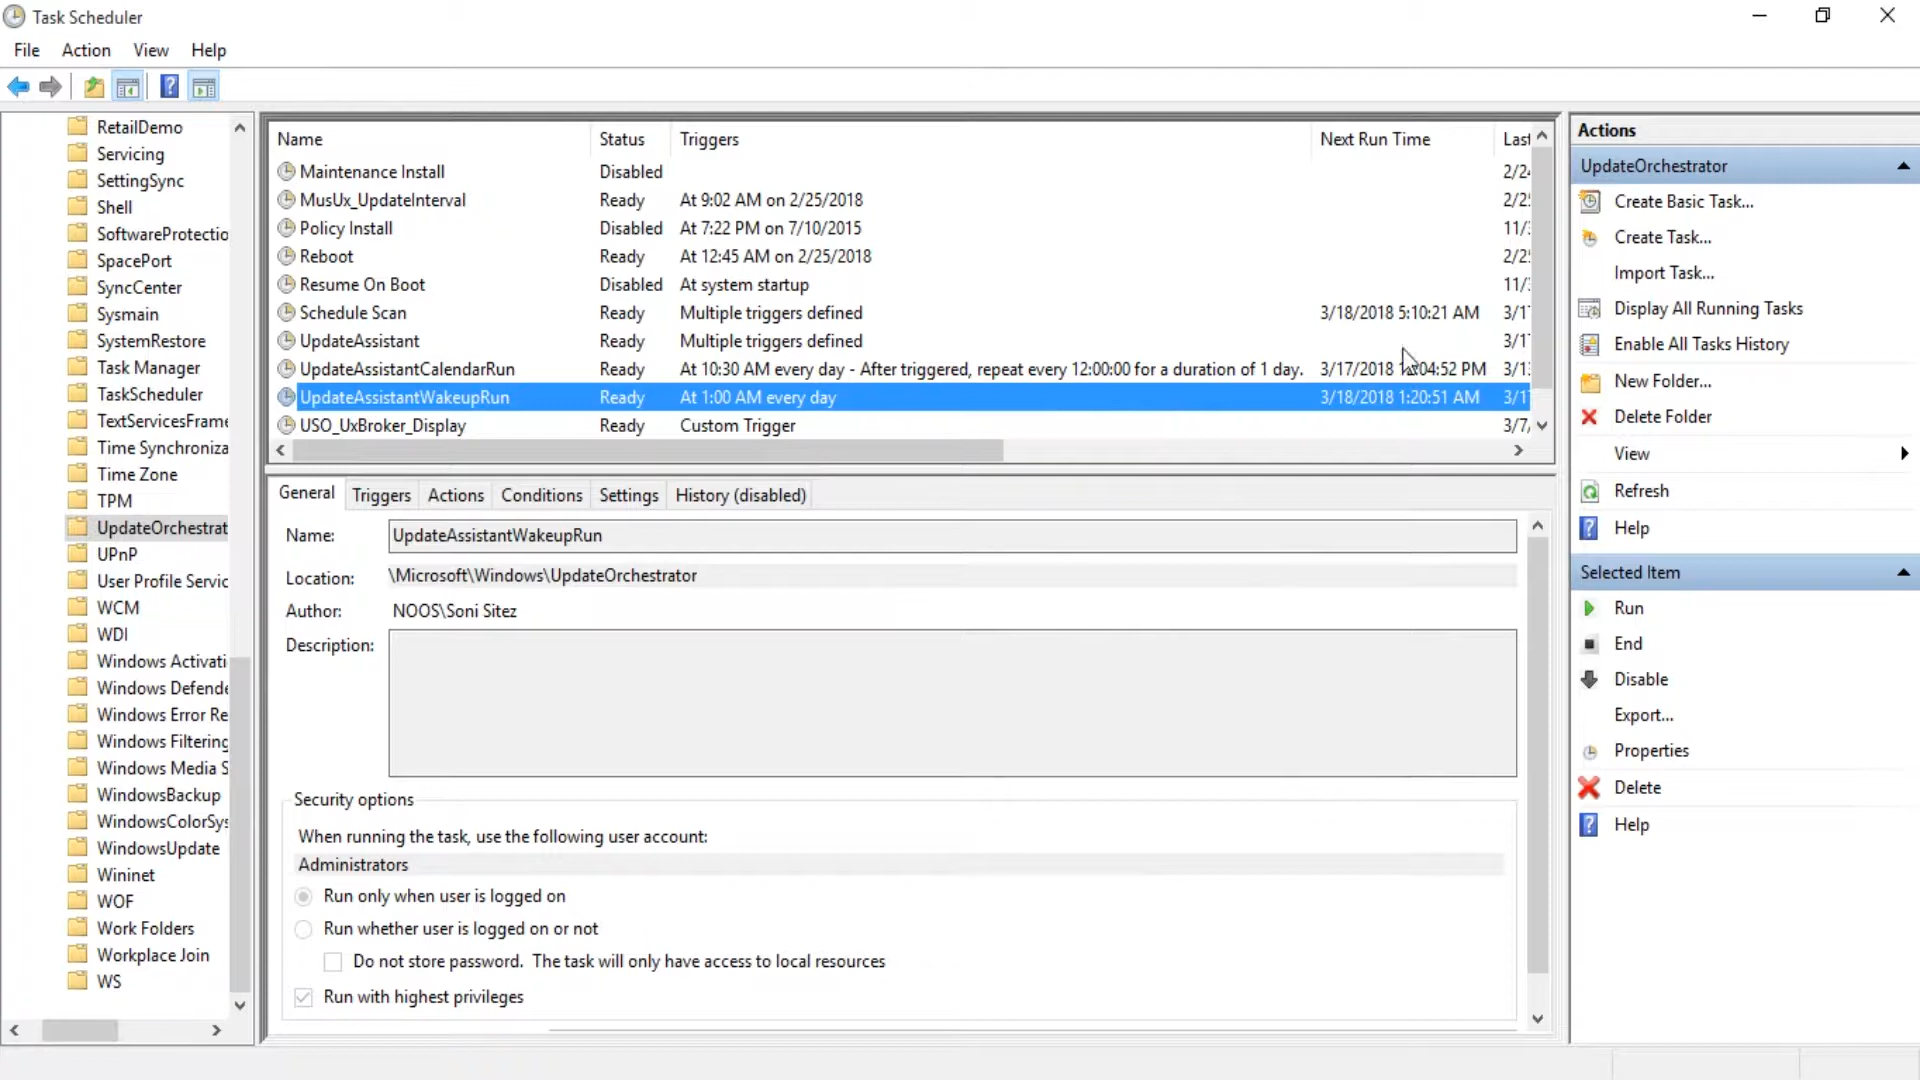 Task Scheduler
File Action View Help
RetailDemo
Servicing
SettingSync
Shell
SoftwareProtectio
SpacePort
SyncCenter
Sysmain
SystemRestore
Task Manager
TaskScheduler
TextServicesFrame
Time Synchroniza
Time Zone
TPM
UpdateOrchestrat
UPnP
User Profile Servic
WCM
WDI
Windows Activati
Windows Defende
Windows Error Re
Windows Filtering
Windows Media S
WindowsBackup
WindowsColorSys
WindowsUpdate
Wininet
WOF
Work Folders
Workplace Join
WS
Name Status Triggers Next Run Time Last
Maintenance Install Disabled 2/24
MusUx_UpdateInterval Ready At 9:02 AM on 2/25/2018 2/2
Policy Install Disabled At 7:22 PM on 7/10/2015 11/
Reboot Ready At 12:45 AM on 2/25/2018 2/2
Resume On Boot Disabled At system startup 11/
Schedule Scan Ready Multiple triggers defined 3/18/2018 5:10:21 AM 3/1
UpdateAssistant Ready Multiple triggers defined 3/1
UpdateAssistantCalendarRun Ready At 10:30 AM every day - After triggered, repeat every 12:00:00 for a duration of 1 day. 3/17/2018 :04:52 PM 3/1
UpdateAssistantWakeupRun Ready At 1:00 AM every day 3/18/2018 1:20:51 AM 3/1
USO_UxBroker_Display Ready Custom Trigger 3/7,
General Triggers Actions Conditions Settings History (disabled)
Name: UpdateAssistantWakeupRun
Location: \Microsoft\Windows\UpdateOrchestrator
Author: NOOS\Soni Sitez
Description:
Security options
When running the task, use the following user account:
Administrators
Run only when user is logged on
Run whether user is logged on or not
Do not store password. The task will only have access to local resources
Run with highest privileges
Actions
UpdateOrchestrator
Create Basic Task...
Create Task...
Import Task...
Display All Running Tasks
Enable All Tasks History
New Folder...
Delete Folder
View
Refresh
Help
Selected Item
Run
End
Disable
Export...
Properties
Delete
Help